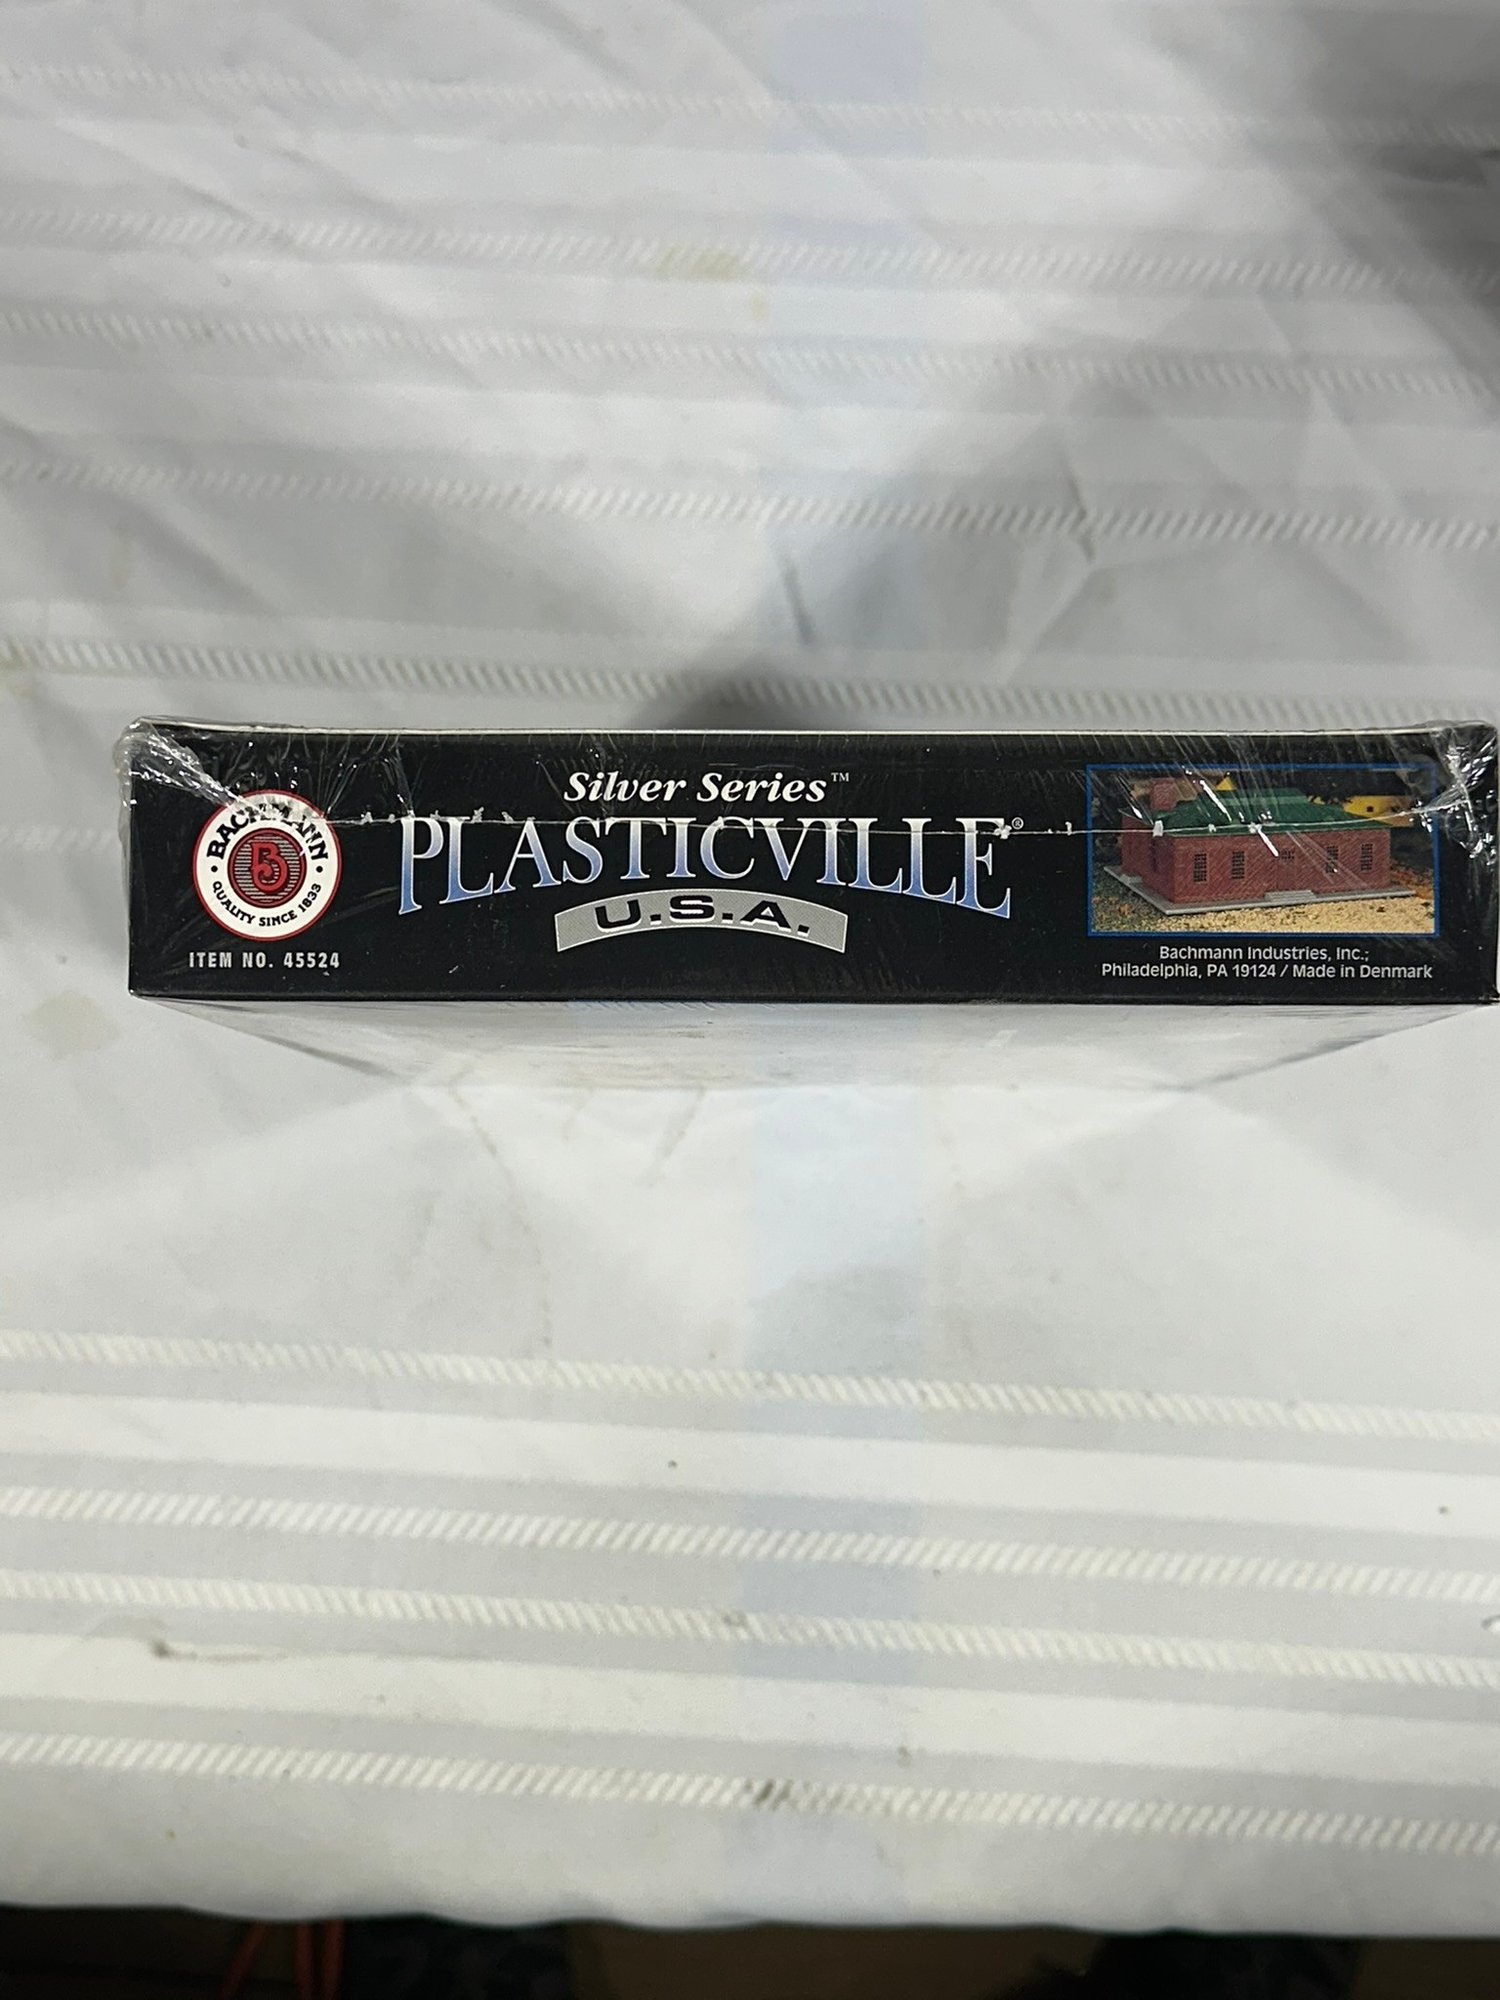 Silver Series™
PLASTICVILLE®
U.S.A.
BACHMANN
B
• QUALITY SINCE 1833 •
ITEM NO. 45524
Bachmann Industries, Inc.;
Philadelphia, PA 19124 / Made in Denmark